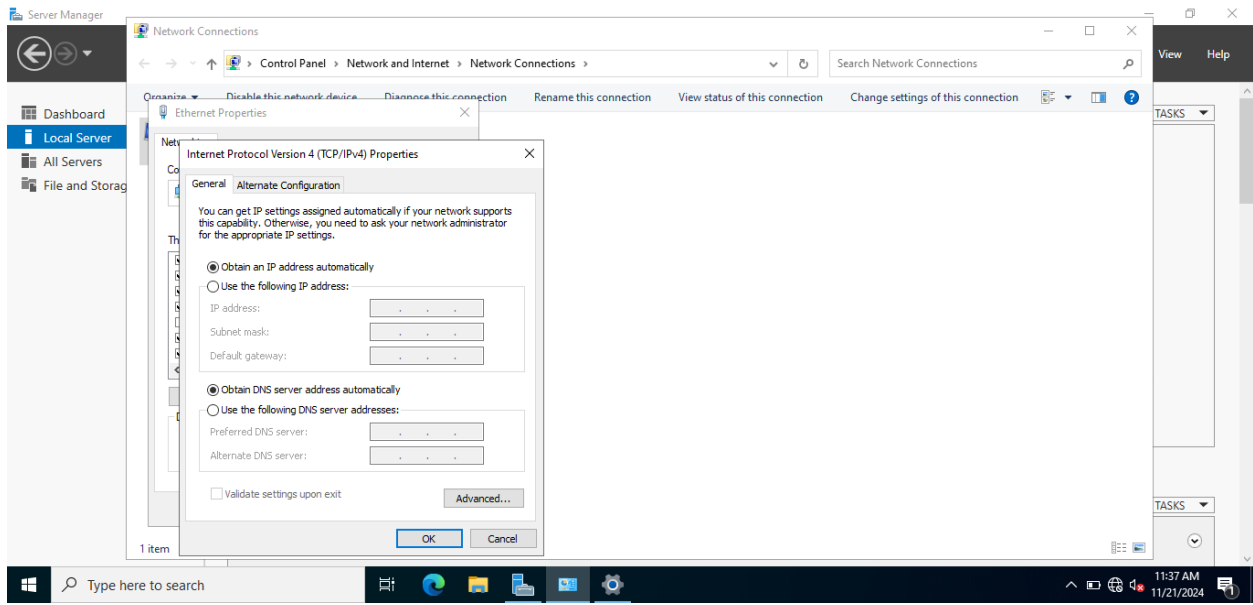 Server Manager
Network Connections
Control Panel > Network and Internet > Network Connections >
Search Network Connections
View Help
Organize Disable this network device Diagnose this connection Rename this connection View status of this connection Change settings of this connection
Dashboard
Local Server
All Servers
File and Storag
TASKS
Ethernet Properties
Internet Protocol Version 4 (TCP/IPv4) Properties
General Alternate Configuration
You can get IP settings assigned automatically if your network supports
this capability. Otherwise, you need to ask your network administrator
for the appropriate IP settings.
Obtain an IP address automatically
Use the following IP address:
IP address:
Subnet mask:
Default gateway:
Obtain DNS server address automatically
Use the following DNS server addresses:
Preferred DNS server:
Alternate DNS server:
Validate settings upon exit
Advanced...
OK Cancel
1 item
TASKS
Type here to search
11:37 AM
11/21/2024